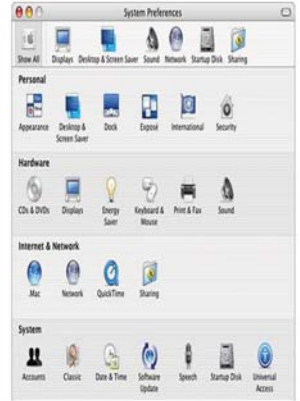 System Preferences
Show All Displays Desktop & Screen Saver Sound Network Startup Disk Sharing
Personal
Appearance Desktop & Screen Saver Dock Exposé International Security
Hardware
CDs & DVDs Displays Energy Saver Keyboard & Mouse Print & Fax Sound
Internet & Network
.Mac Network QuickTime Sharing
System
Accounts Classic Date & Time Software Update Speech Startup Disk Universal Access